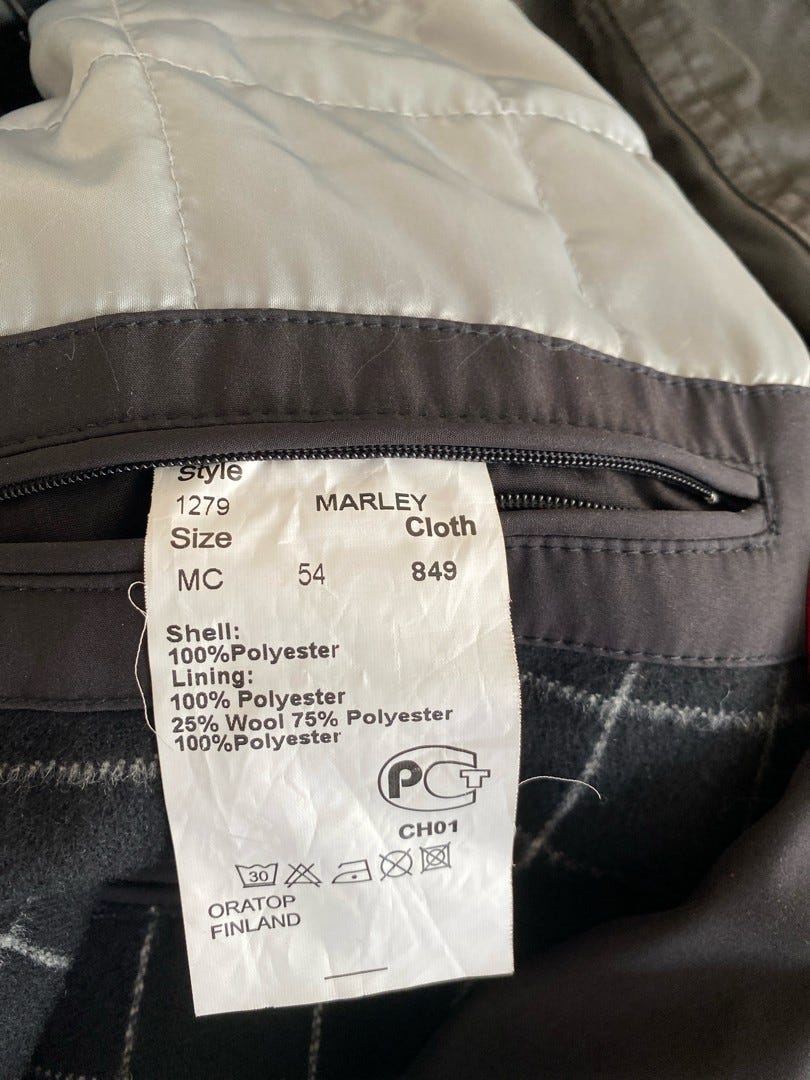 Style
1279 MARLEY
Size Cloth
MC 54 849
Shell:
100%Polyester
Lining:
100% Polyester
25% Wool 75% Polyester
100%Polyester
PCT
CH01
30
ORATOP
FINLAND